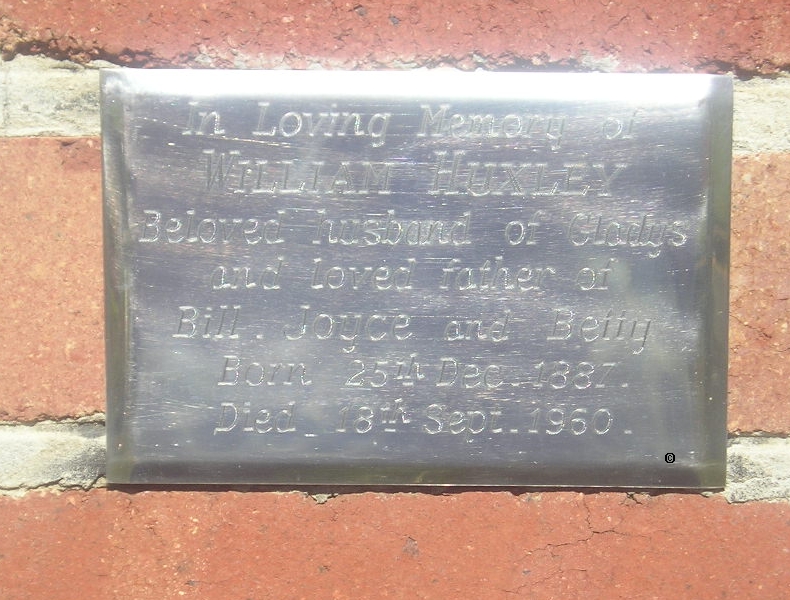 In Loving Memory of
WILLIAM HUXLEY
Beloved husband of Gladys
and loved father of
Bill, Joyce and Betty
Born 25th Dec. 1887.
Died 18th Sept. 1960.
©